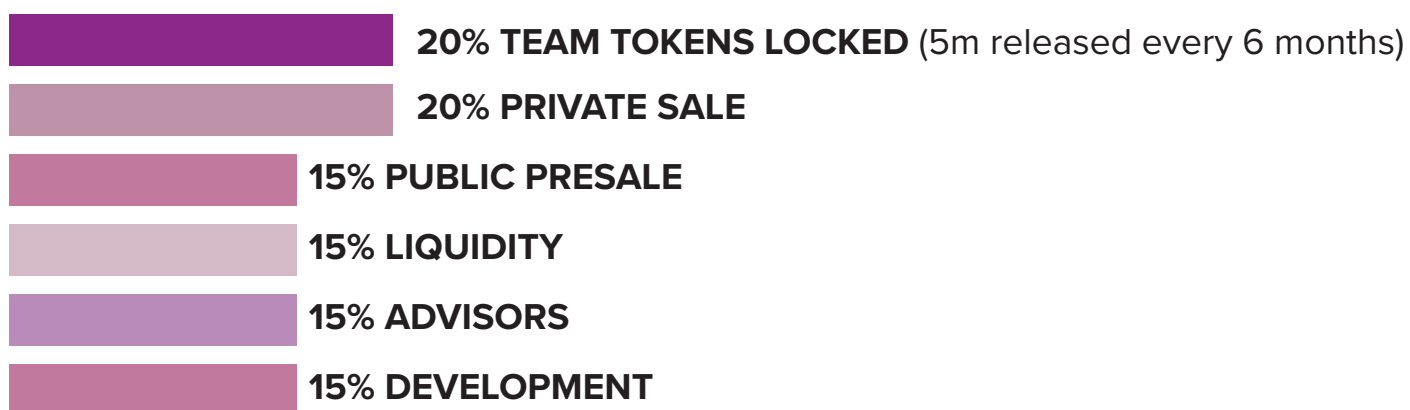 20% TEAM TOKENS LOCKED (5m released every 6 months)
20% PRIVATE SALE
15% PUBLIC PRESALE
15% LIQUIDITY
15% ADVISORS
15% DEVELOPMENT